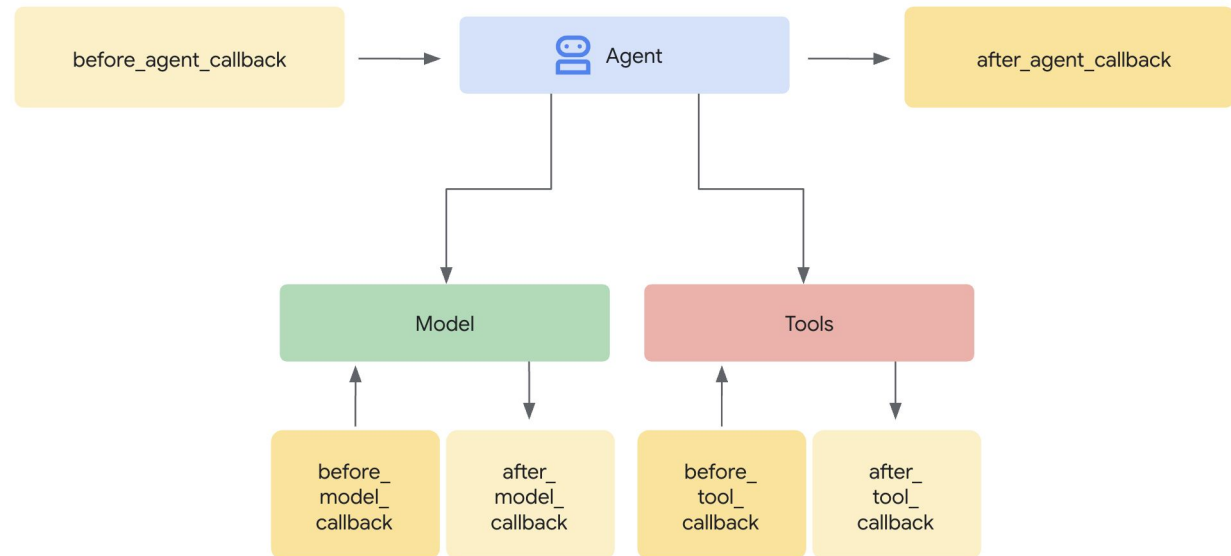 before_agent_callback
Agent
after_agent_callback
Model
Tools
before_
model_
callback
after_
model_
callback
before_
tool_
callback
after_
tool_
callback